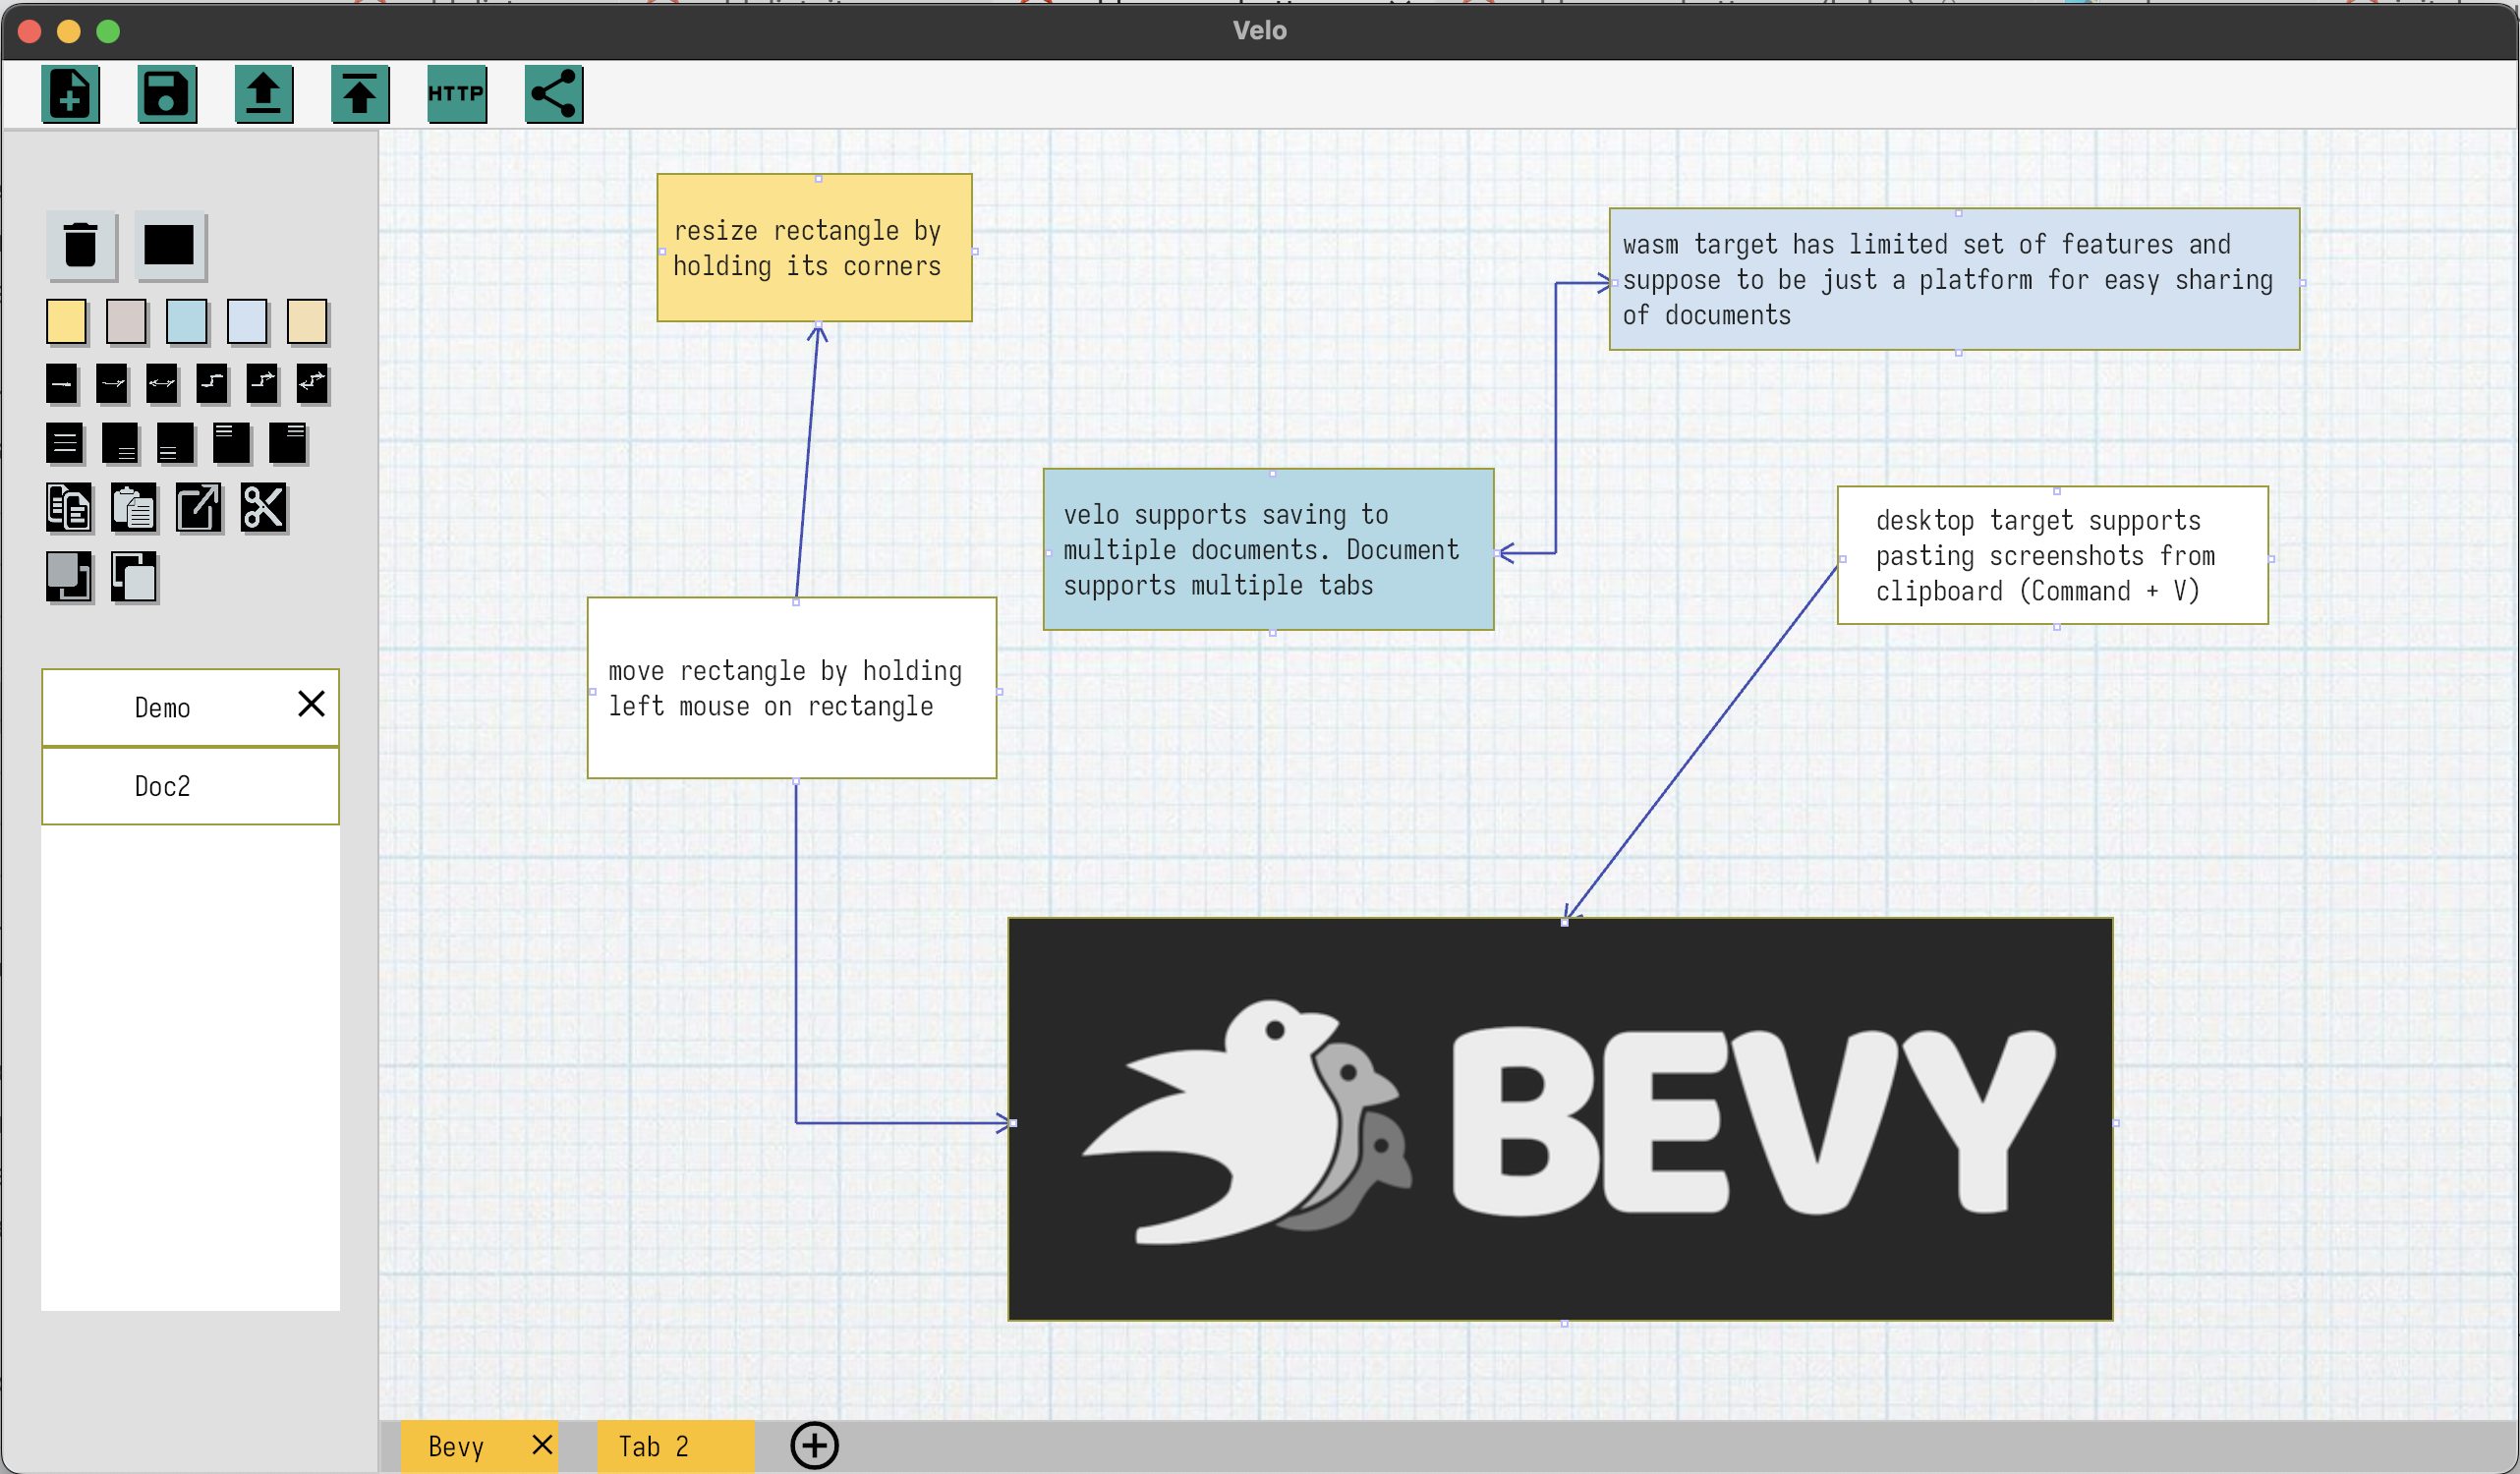 Velo
HTTP
resize rectangle by
holding its corners
wasm target has limited set of features and
suppose to be just a platform for easy sharing
of documents
velo supports saving to
multiple documents. Document
supports multiple tabs
desktop target supports
pasting screenshots from
clipboard (Command + V)
move rectangle by holding
left mouse on rectangle
Demo
Doc2
BEVY
Bevy
Tab 2